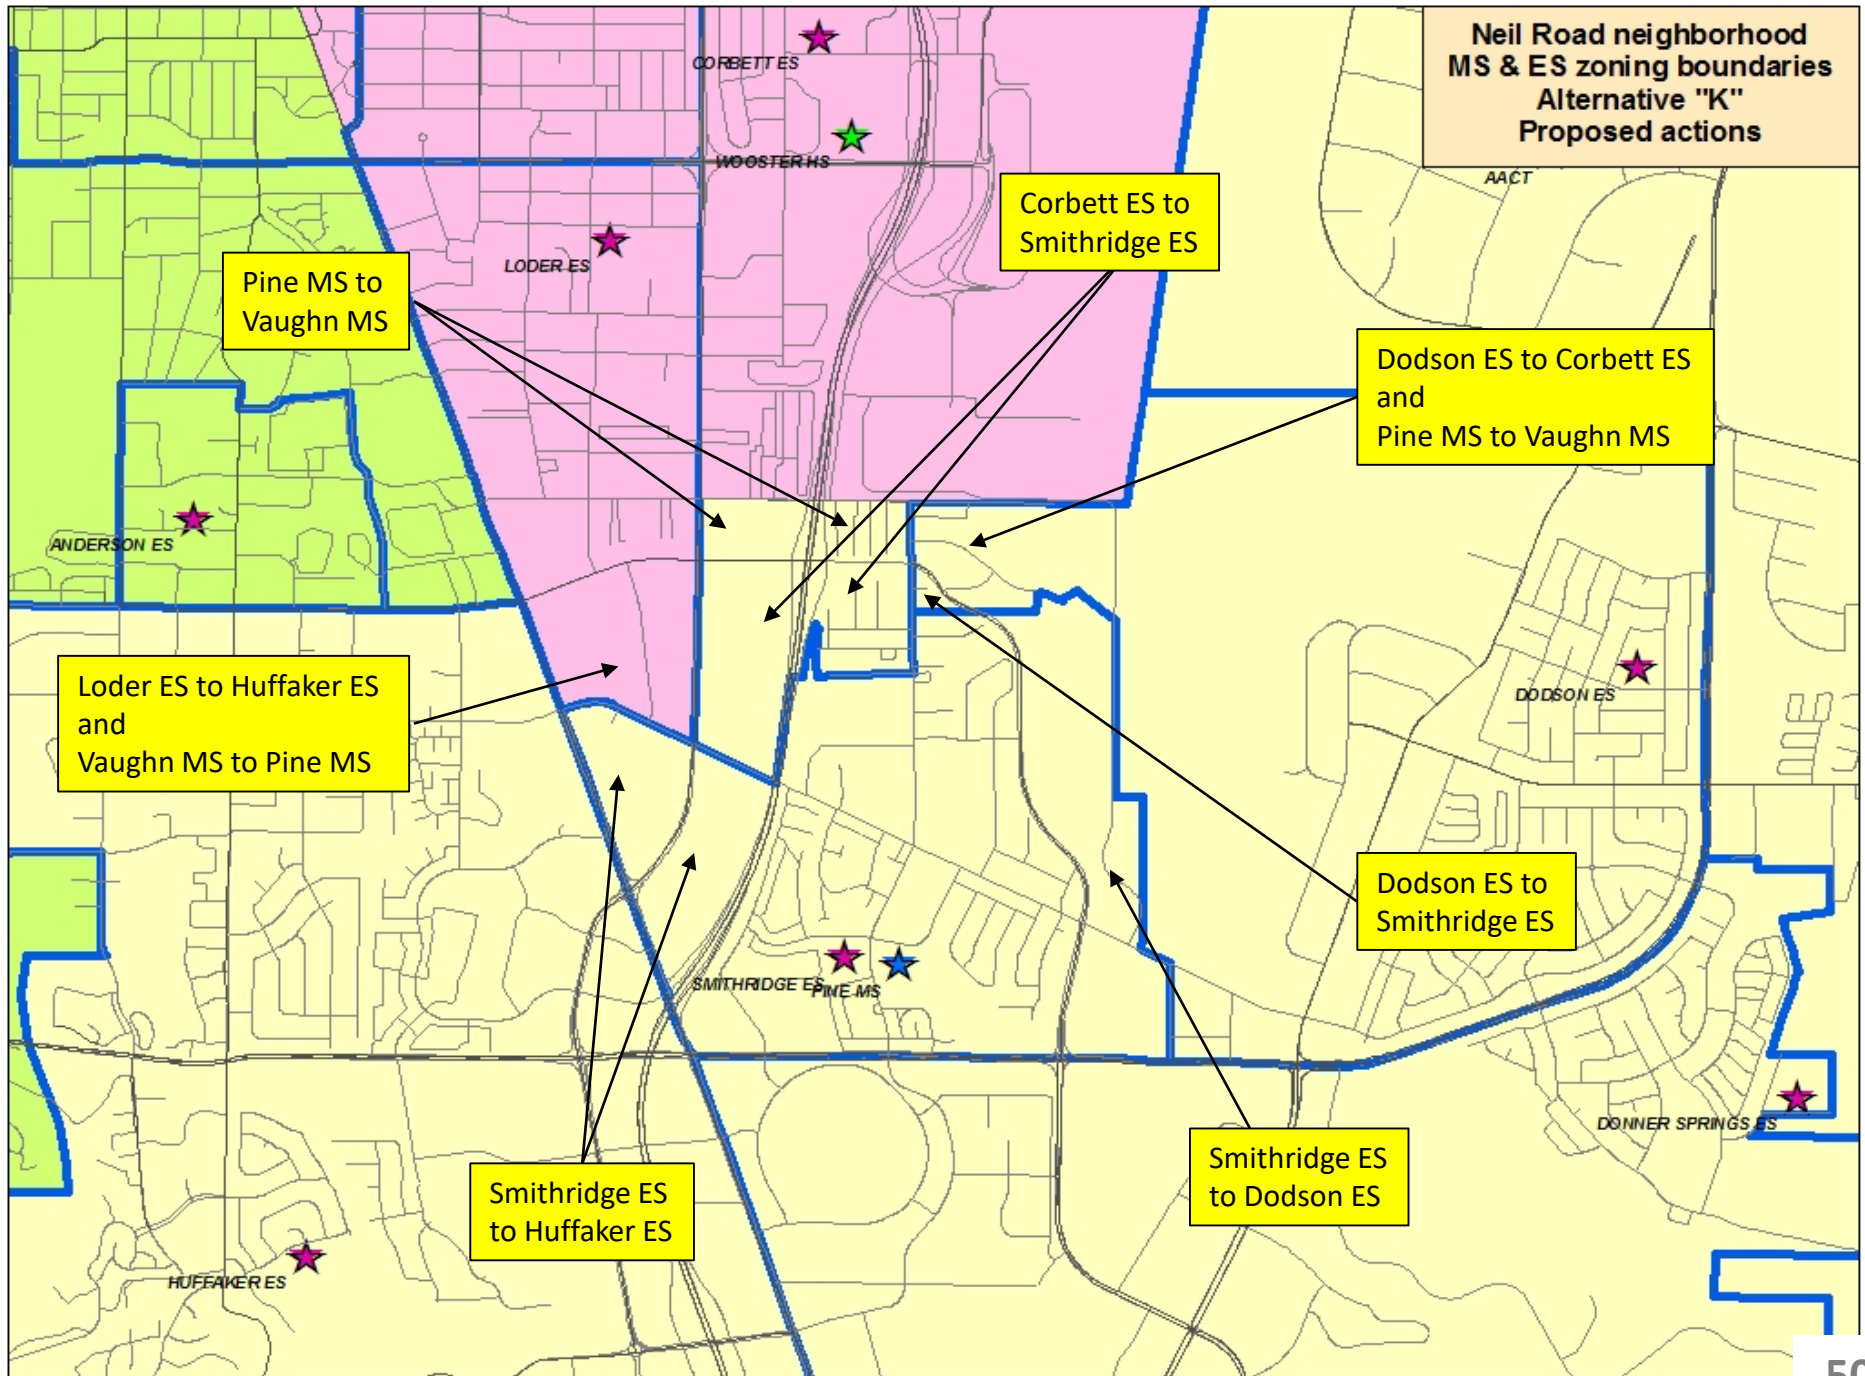 Neil Road neighborhood
MS & ES zoning boundaries
Alternative "K"
Proposed actions
CORBETT ES
WOOSTER HS
AACT
Corbett ES to
Smithridge ES
LODER ES
Pine MS to
Vaughn MS
Dodson ES to Corbett ES
and
Pine MS to Vaughn MS
ANDERSON ES
Loder ES to Huffaker ES
and
Vaughn MS to Pine MS
DODSON ES
Dodson ES to
Smithridge ES
SMITHRIDGE ES
PINE MS
DONNER SPRINGS ES
Smithridge ES
to Huffaker ES
Smithridge ES
to Dodson ES
HUFFAKER ES